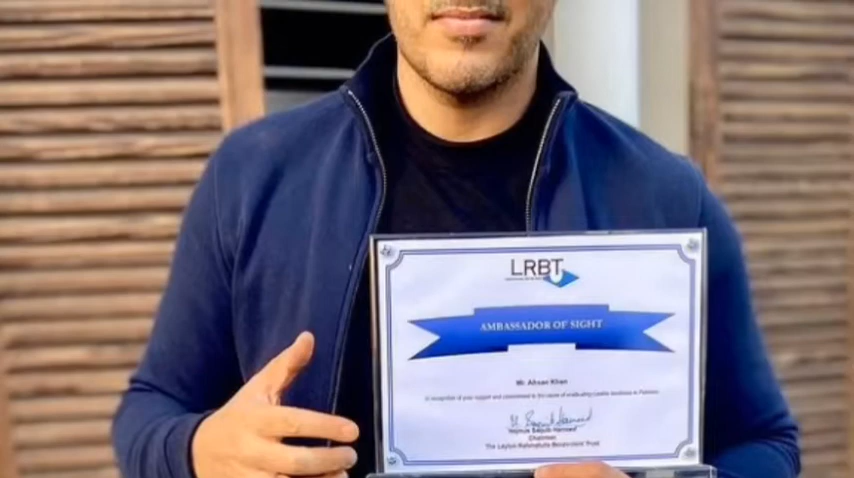 LRBT
AMBASSADOR OF SIGHT
Mr. Ahsan Khan
In recognition of your support and commitment to the cause of eradicating curable blindness in Pakistan
Chairman
The Layton Rahmatulla Benevolent Trust